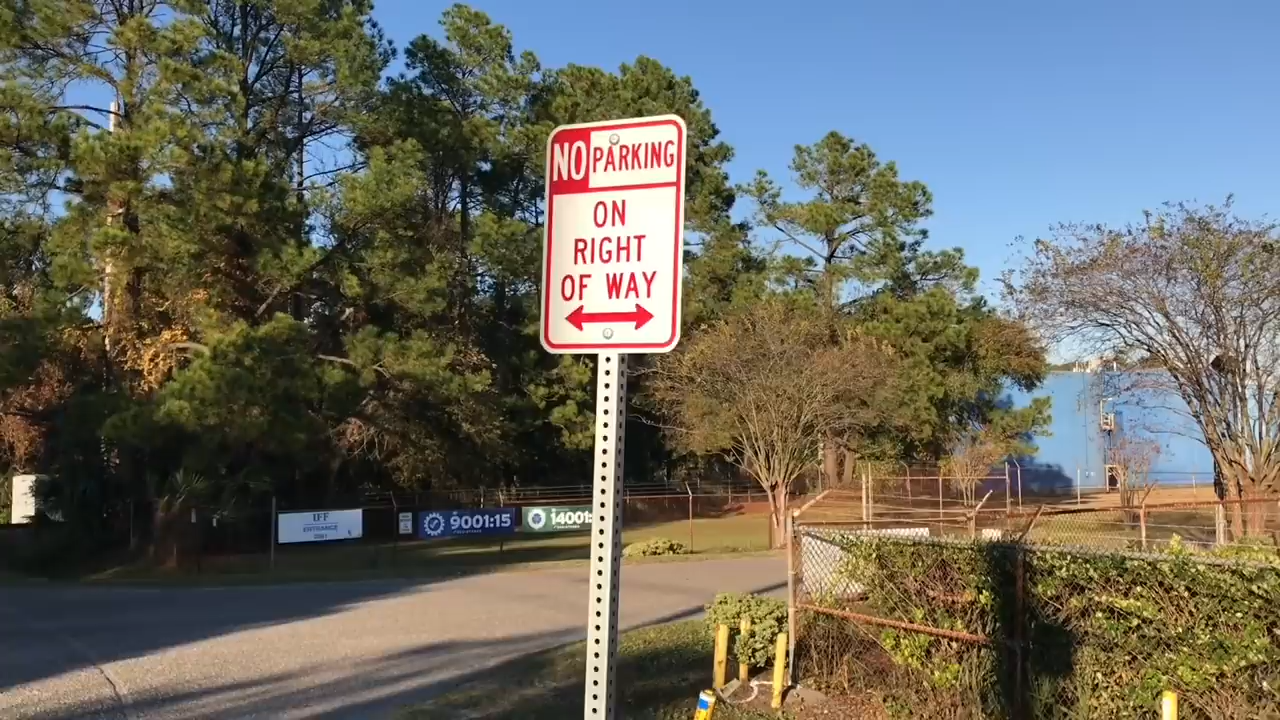 NO PARKING
ON
RIGHT
OF WAY
IFF
ENTRANCE
9001:15
14001: